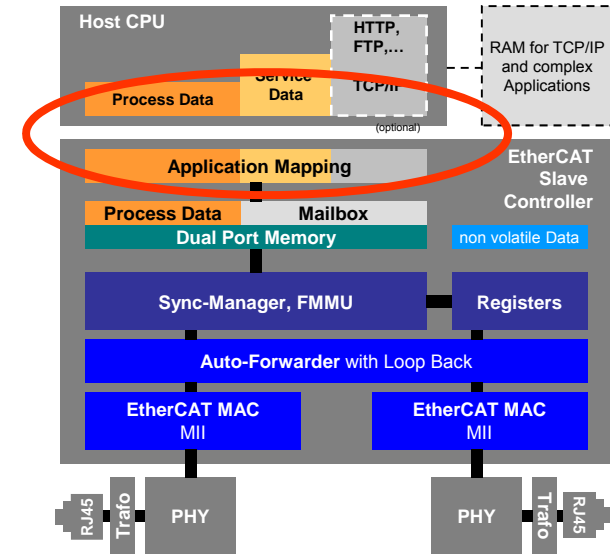 Host CPU
HTTP,
FTP,...
TCP/IP
Service
Data
Process Data
(optional)
RAM for TCP/IP
and complex
Applications
EtherCAT
Slave
Controller
Application Mapping
Process Data
Mailbox
Dual Port Memory
non volatile Data
Sync-Manager, FMMU
Registers
Auto-Forwarder with Loop Back
EtherCAT MAC
MII
EtherCAT MAC
MII
RJ45
Trafo
PHY
PHY
Trafo
RJ45